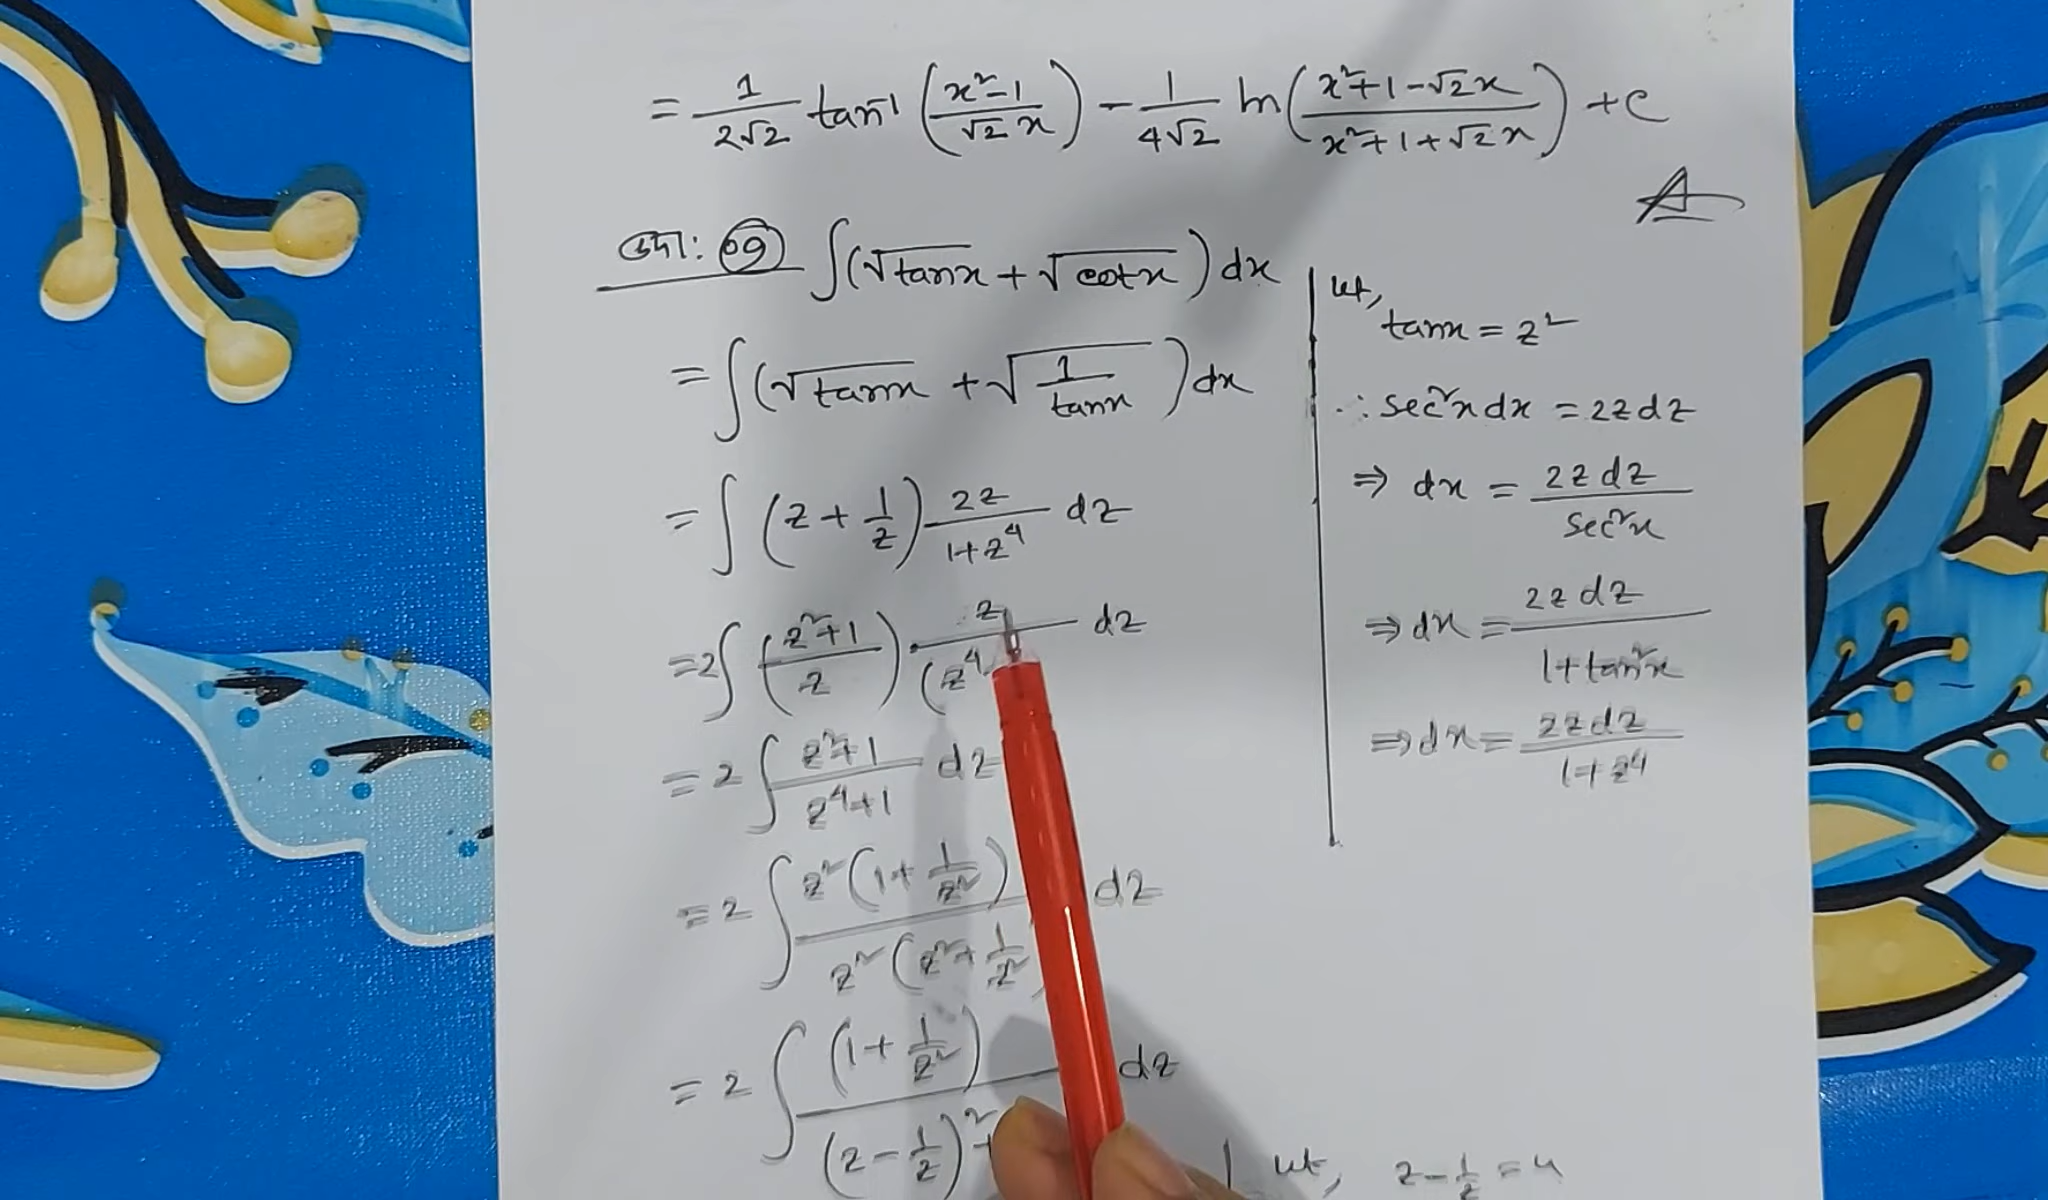 = 1/(2√2) tan⁻¹ ((x²-1)/(√2 x)) - 1/(4√2) ln ((x²+1-√2x)/(x²+1+√2x)) + c
A
ট্যা: 09 ∫(√tanx + √cotx) dx
= ∫(√tanx + √(1/tanx)) dx
= ∫ (z + 1/z) 2z/(1+z⁴) dz
= 2∫ ((z²+1)/z) · z/(z⁴ dz
= 2 ∫ (z²+1)/(z⁴+1) dz
= 2 ∫ z²(1+1/z²) / z²(z²+1/z² dz
= 2 ∫ (1+1/z²) / (z-1/z)²+ dz
let,
tanx = z²
∴ sec²x dx = 2z dz
⇒ dx = 2z dz/sec²x
⇒ dx = 2z dz/(1+tan²x)
⇒ dx = 2z dz/(1+z⁴)
let, z - 1/z = u